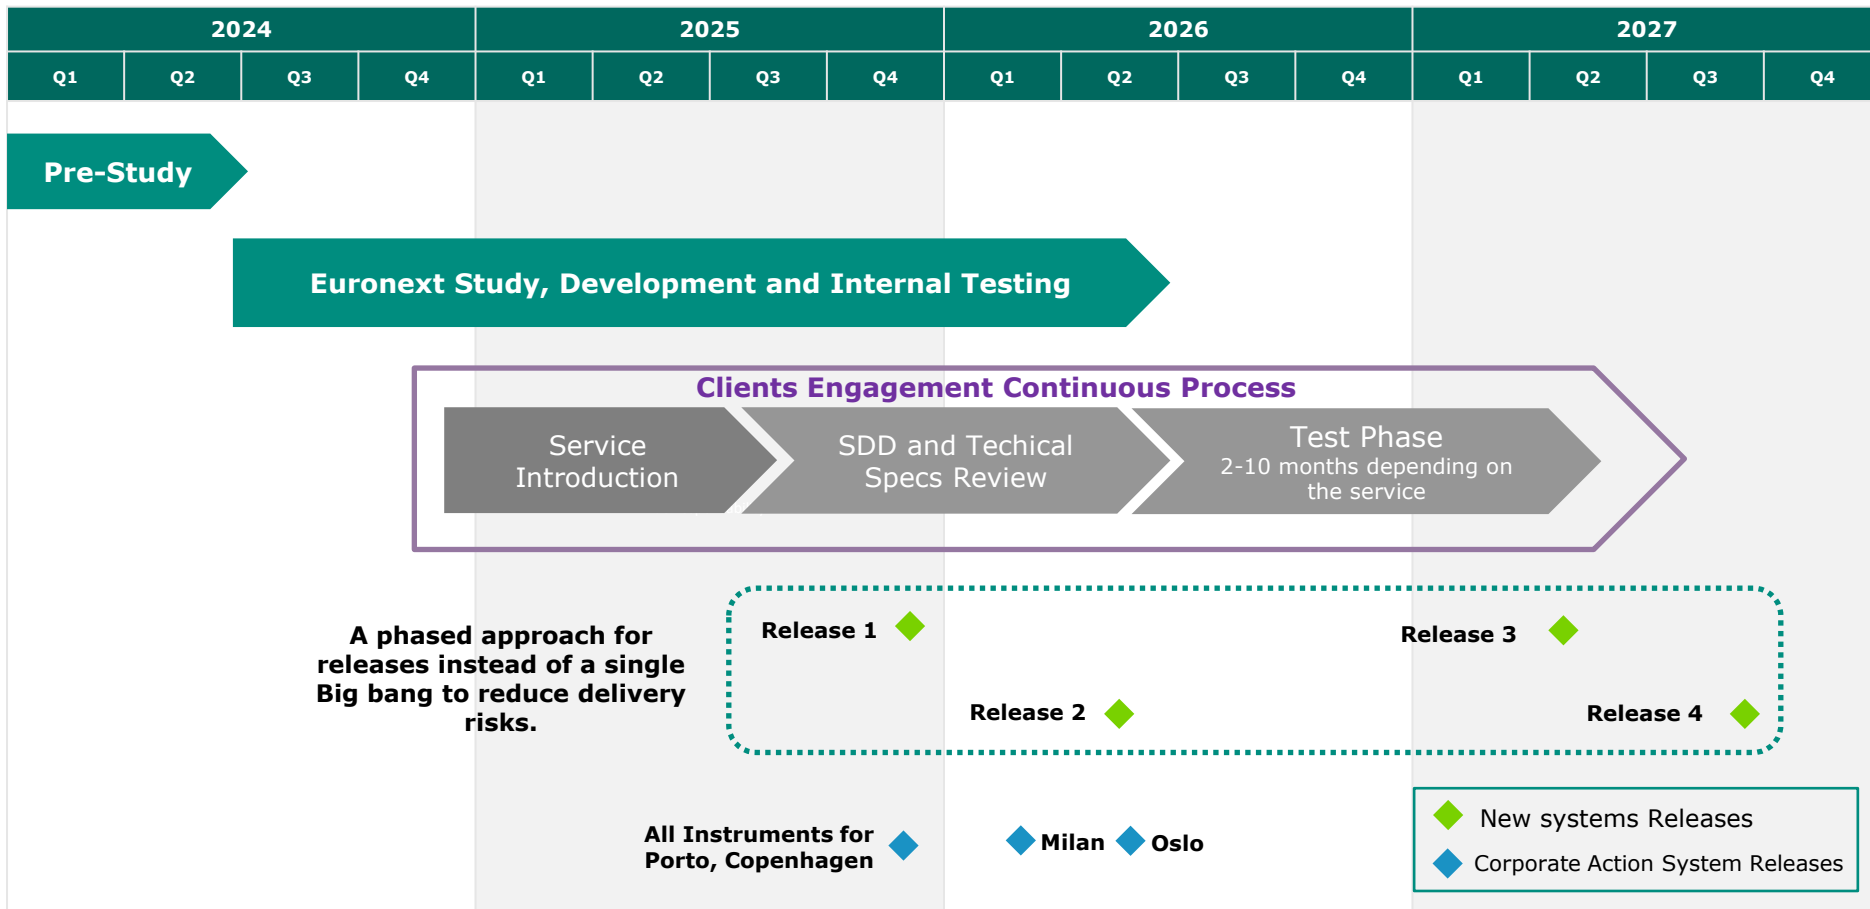 2024
2025
2026
2027
Q1
Q2
Q3
Q4
Q1
Q2
Q3
Q4
Q1
Q2
Q3
Q4
Q1
Q2
Q3
Q4
Pre-Study
Euronext Study, Development and Internal Testing
Clients Engagement Continuous Process
Service
Introduction
SDD and Techical
Specs Review
Test Phase
2-10 months depending on
the service
A phased approach for
releases instead of a single
Big bang to reduce delivery
risks.
Release 1
Release 2
Release 3
Release 4
All Instruments for
Porto, Copenhagen
Milan
Oslo
New systems Releases
Corporate Action System Releases